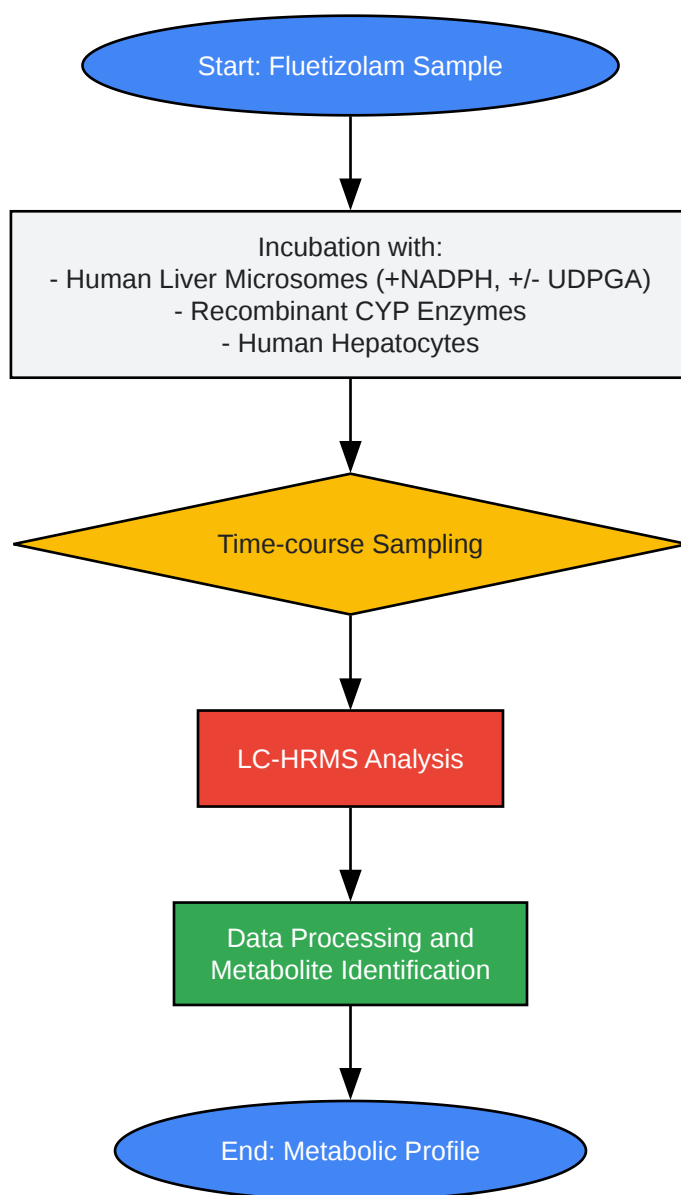 Start: Fluetizolam Sample
Incubation with:
- Human Liver Microsomes (+NADPH, +/- UDPGA)
- Recombinant CYP Enzymes
- Human Hepatocytes
Time-course Sampling
LC-HRMS Analysis
Data Processing and
Metabolite Identification
End: Metabolic Profile